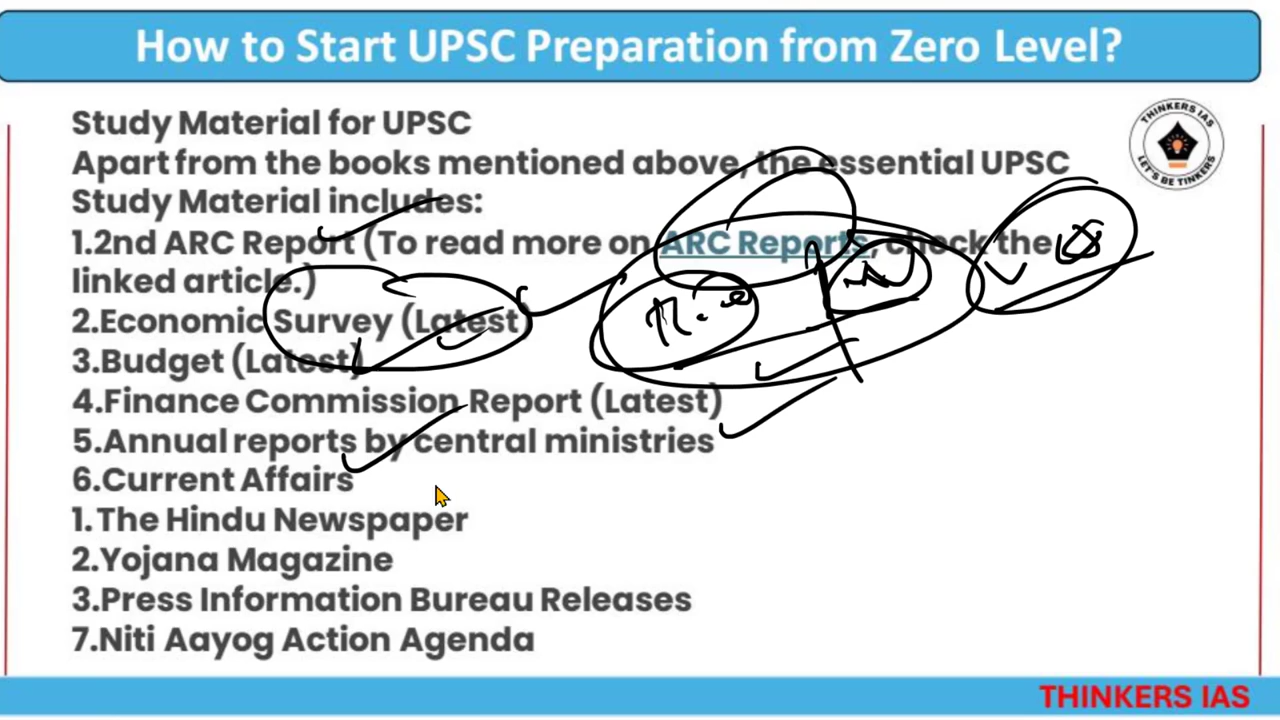 How to Start UPSC Preparation from Zero Level?
Study Material for UPSC
Apart from the books mentioned above, the essential UPSC
Study Material includes:
1.2nd ARC Report (To read more on ARC Reports, check the
linked article.)
2.Economic Survey (Latest)
3.Budget (Latest)
4.Finance Commission Report (Latest)
5.Annual reports by central ministries
6.Current Affairs
1. The Hindu Newspaper
2.Yojana Magazine
3.Press Information Bureau Releases
7.Niti Aayog Action Agenda
THINKERS IAS
LET'S BE TINKERS
THINKERS IAS